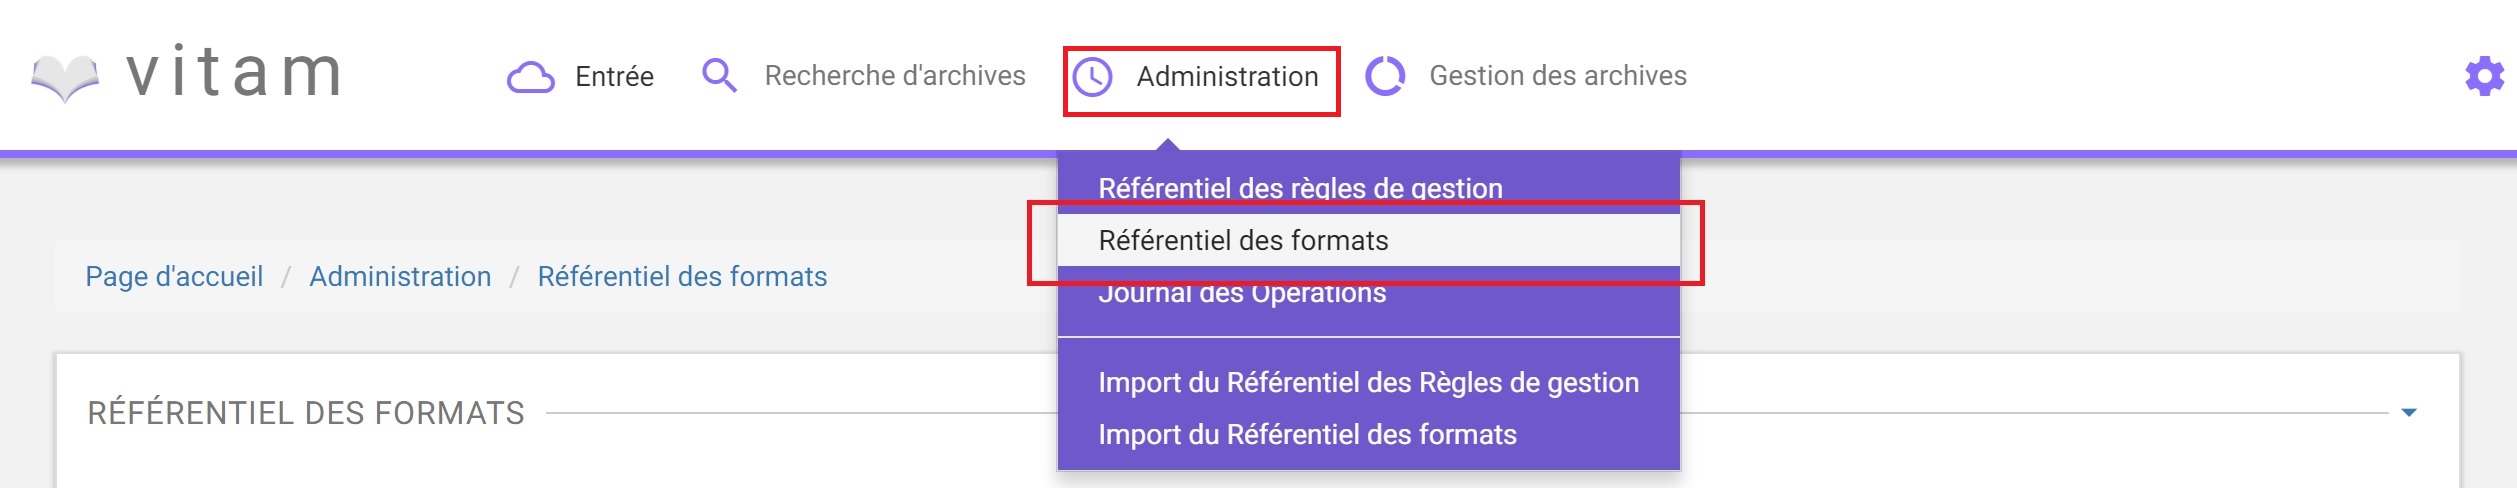 vitam
Entrée
Recherche d'archives
Administration
Gestion des archives
Référentiel des règles de gestion
Référentiel des formats
Journal des Opérations
Import du Référentiel des Règles de gestion
Import du Référentiel des formats
Page d'accueil / Administration / Référentiel des formats
RÉFÉRENTIEL DES FORMATS